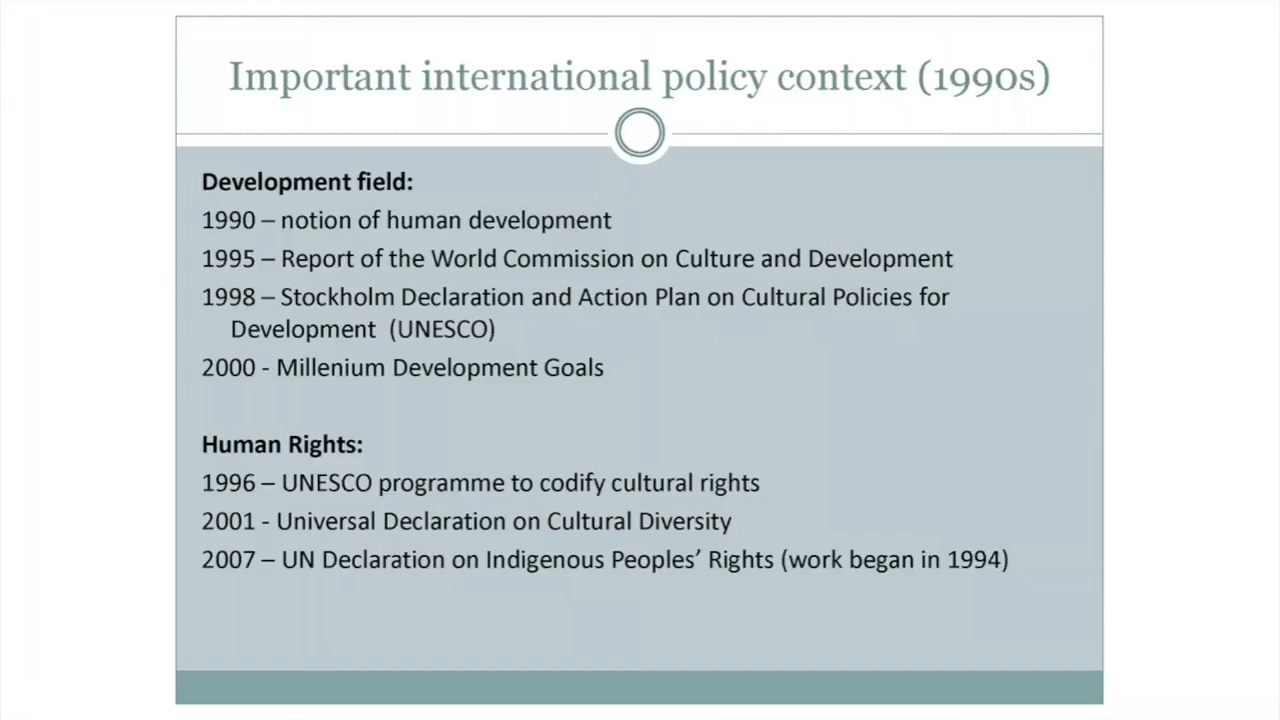 Important international policy context (1990s)
Development field:
1990 – notion of human development
1995 – Report of the World Commission on Culture and Development
1998 – Stockholm Declaration and Action Plan on Cultural Policies for
Development (UNESCO)
2000 - Millenium Development Goals
Human Rights:
1996 – UNESCO programme to codify cultural rights
2001 - Universal Declaration on Cultural Diversity
2007 – UN Declaration on Indigenous Peoples’ Rights (work began in 1994)